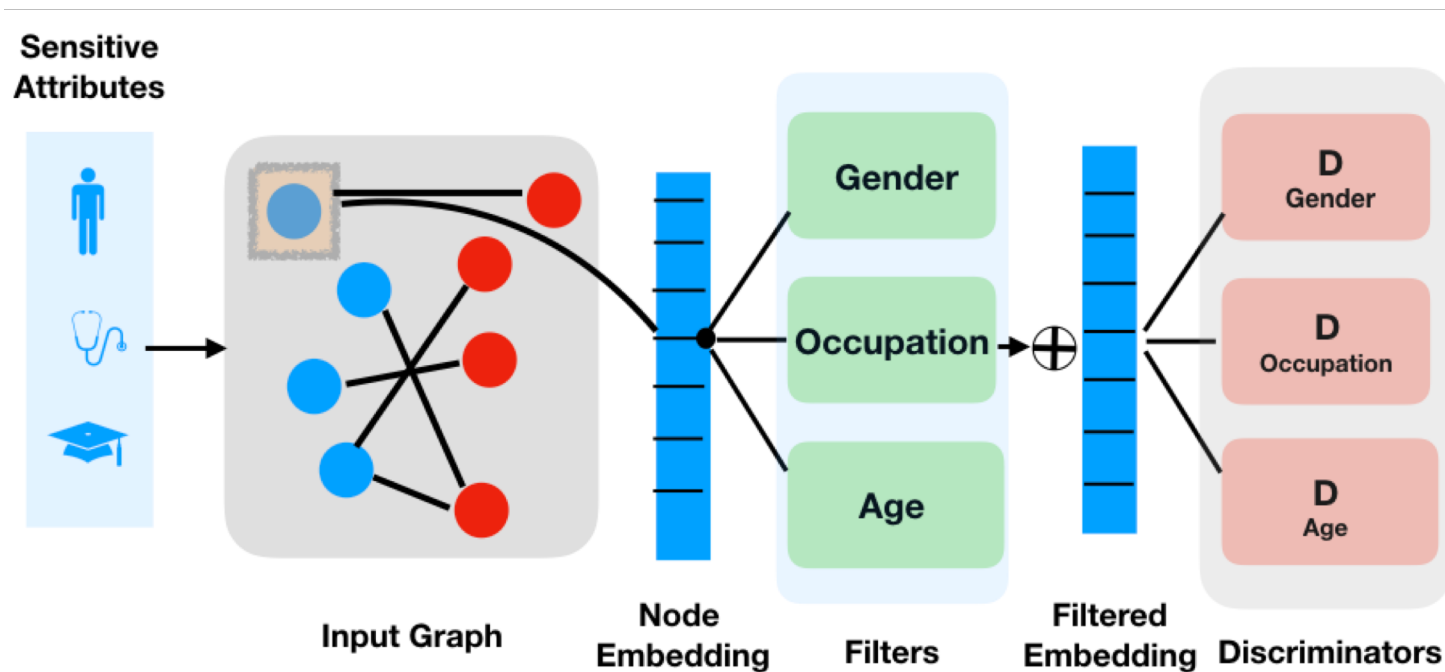 Sensitive
Attributes
Input Graph
Node
Embedding
Gender
Occupation
Age
Filters
Filtered
Embedding
D
Gender
D
Occupation
D
Age
Discriminators